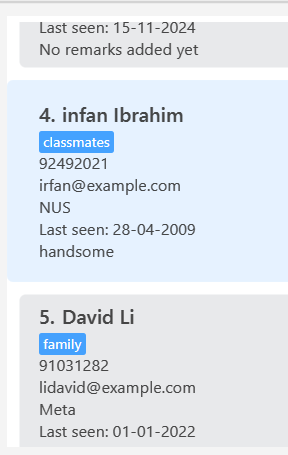 Last seen: 15-11-2024
No remarks added yet
4. infan Ibrahim
classmates
92492021
irfan@example.com
NUS
Last seen: 28-04-2009
handsome
5. David Li
family
91031282
lidavid@example.com
Meta
Last seen: 01-01-2022